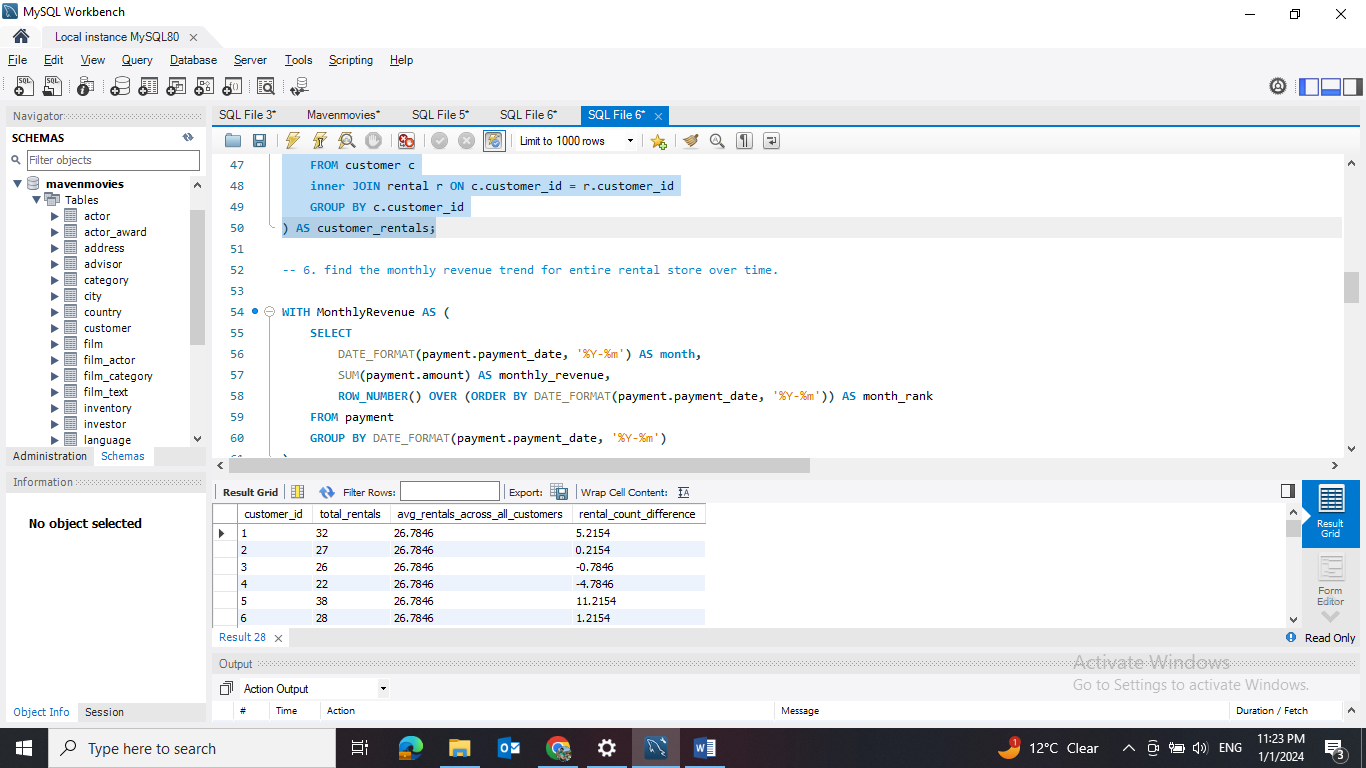 MySQL Workbench
Local instance MySQL80
File Edit View Query Database Server Tools Scripting Help
Navigator
SCHEMAS
Filter objects
mavenmovies
Tables
actor
actor_award
address
advisor
category
city
country
customer
film
film_actor
film_category
film_text
inventory
investor
language
Administration Schemas
Information
No object selected
Object Info Session
SQL File 3* Mavenmovies* SQL File 5* SQL File 6* SQL File 6*
Limit to 1000 rows
47 FROM customer c
48 inner JOIN rental r ON c.customer_id = r.customer_id
49 GROUP BY c.customer_id
50 ) AS customer_rentals;
51
52 -- 6. find the monthly revenue trend for entire rental store over time.
53
54 WITH MonthlyRevenue AS (
55 SELECT
56 DATE_FORMAT(payment.payment_date, '%Y-%m') AS month,
57 SUM(payment.amount) AS monthly_revenue,
58 ROW_NUMBER() OVER (ORDER BY DATE_FORMAT(payment.payment_date, '%Y-%m')) AS month_rank
59 FROM payment
60 GROUP BY DATE_FORMAT(payment.payment_date, '%Y-%m')
Result Grid Filter Rows: Export: Wrap Cell Content:
customer_id total_rentals avg_rentals_across_all_customers rental_count_difference
1 32 26.7846 5.2154
2 27 26.7846 0.2154
3 26 26.7846 -0.7846
4 22 26.7846 -4.7846
5 38 26.7846 11.2154
6 28 26.7846 1.2154
Result Grid
Form Editor
Result 28
Read Only
Output
Action Output
# Time Action Message Duration / Fetch
Activate Windows
Go to Settings to activate Windows.
Type here to search
1
12°C Clear
ENG
11:23 PM
1/1/2024
3